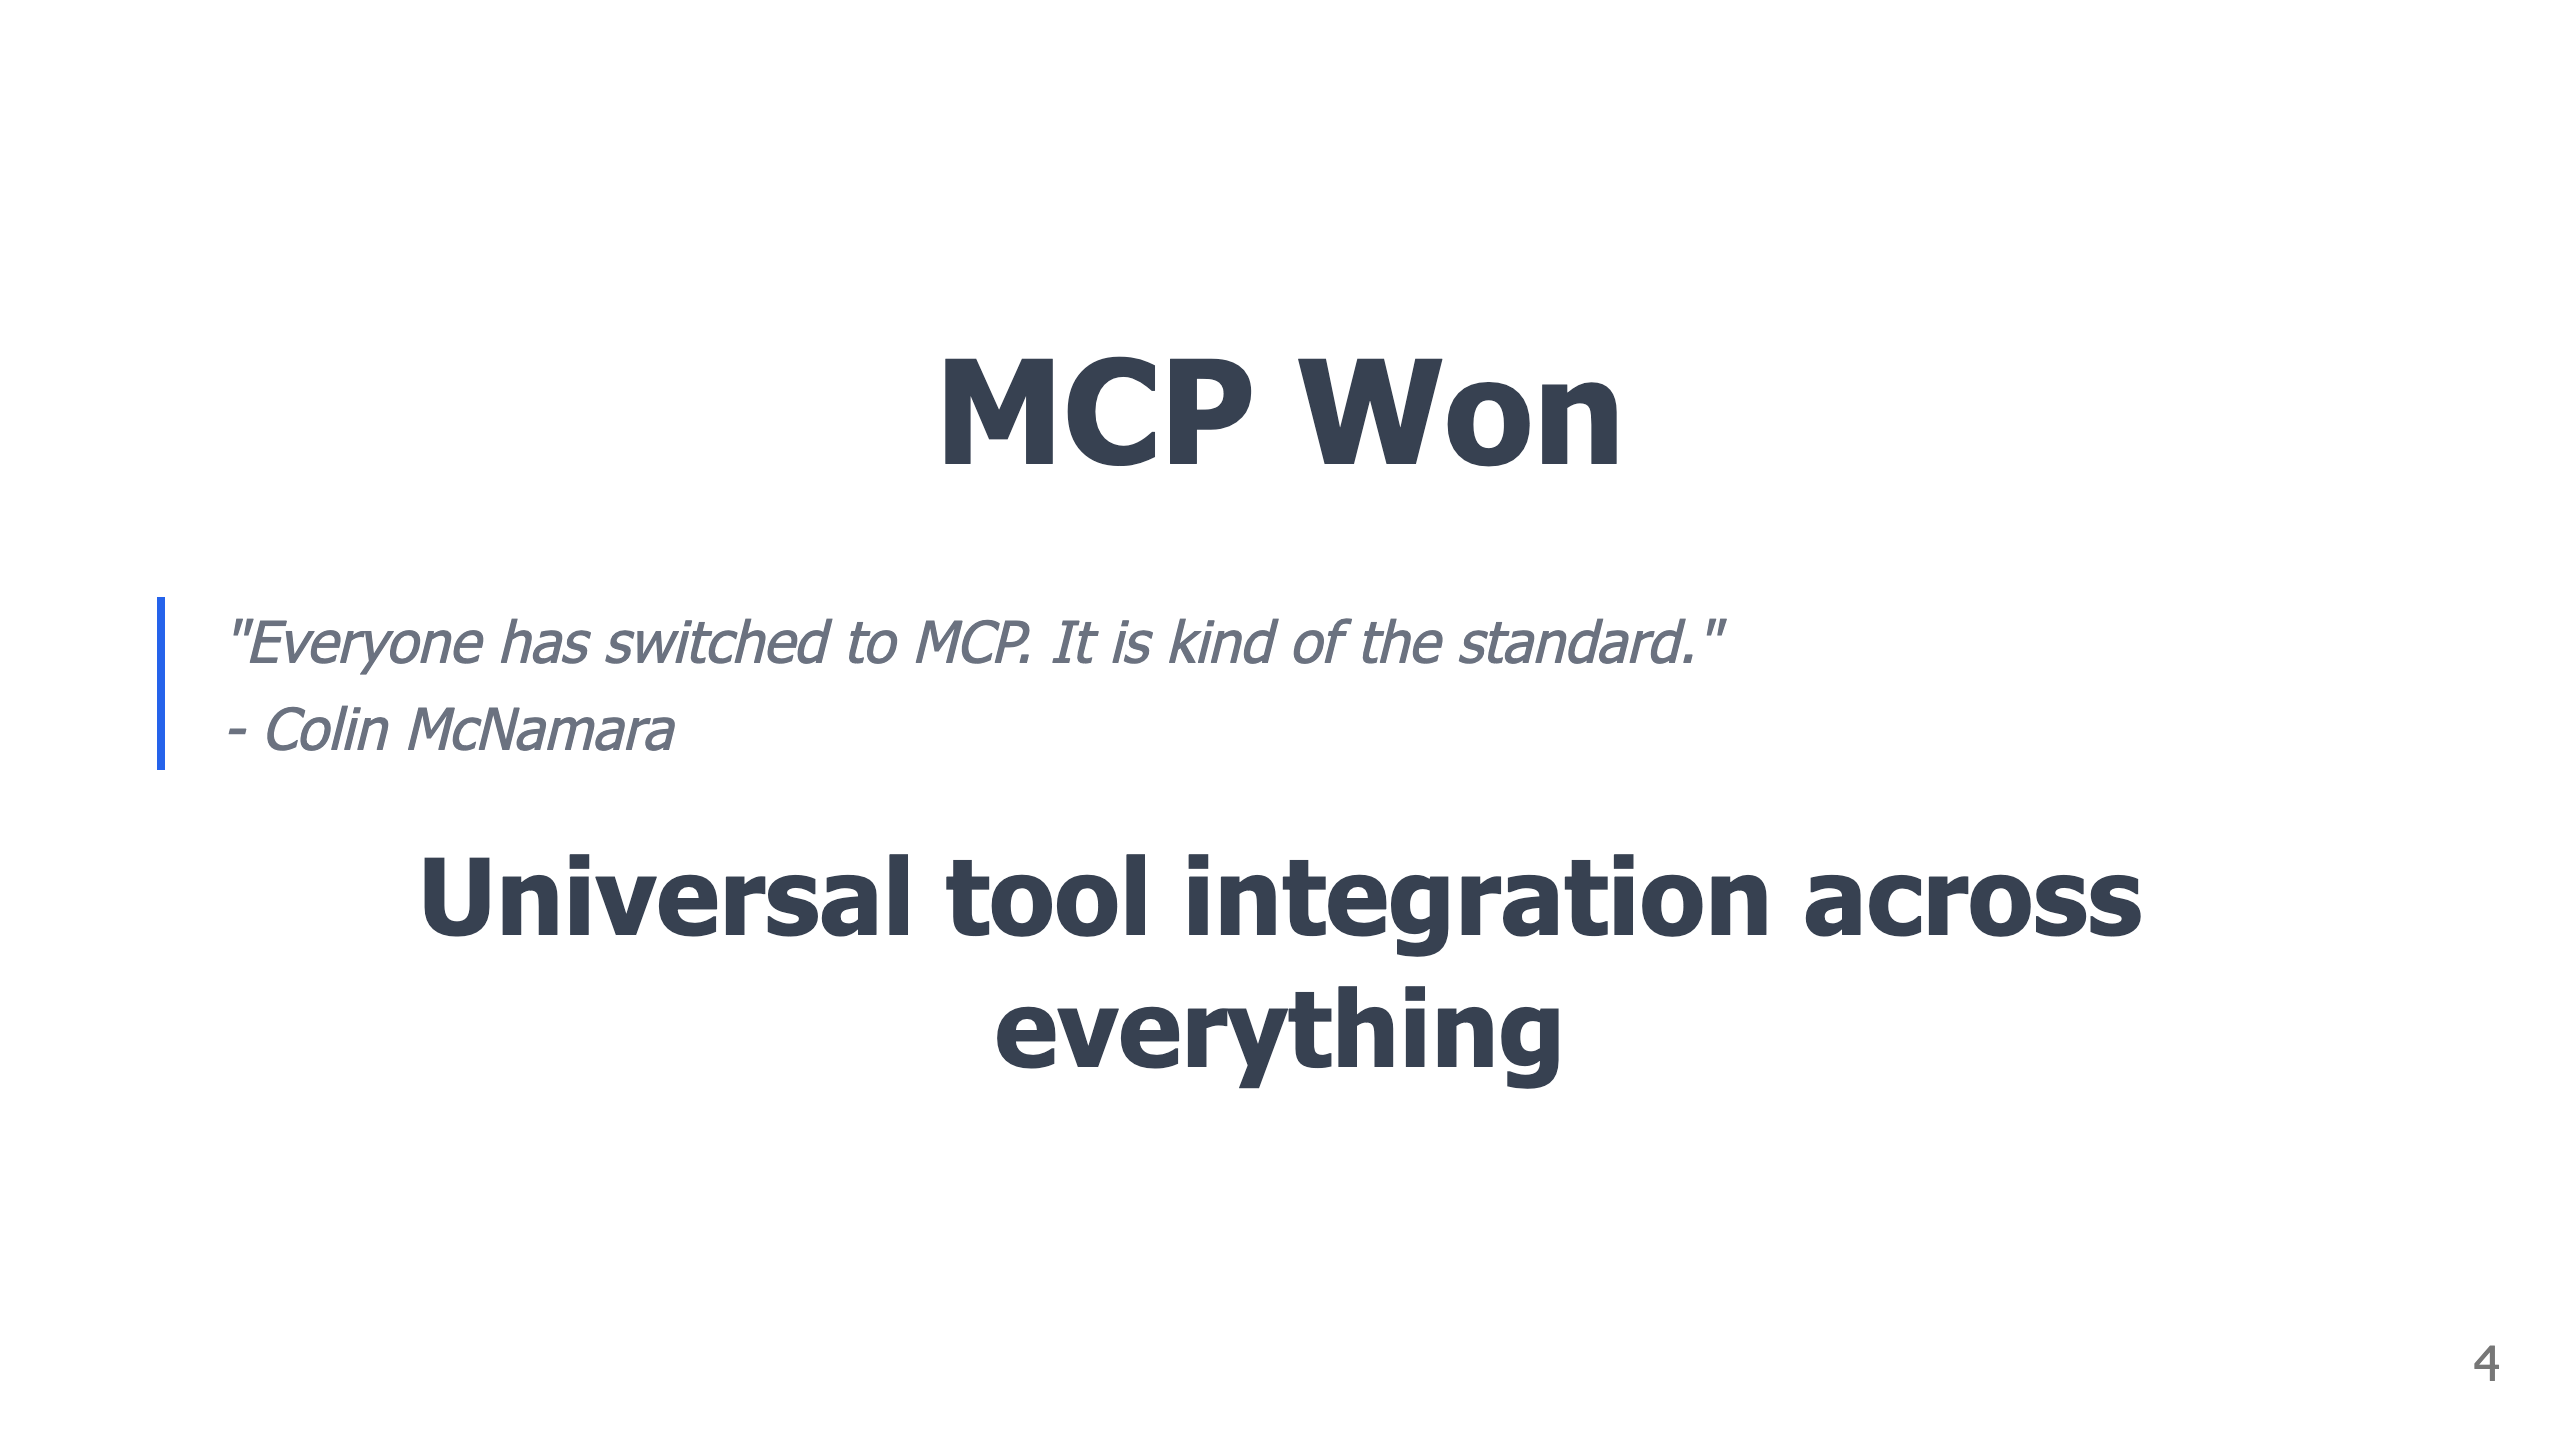 MCP Won
"Everyone has switched to MCP. It is kind of the standard."
- Colin McNamara
Universal tool integration across
everything
4